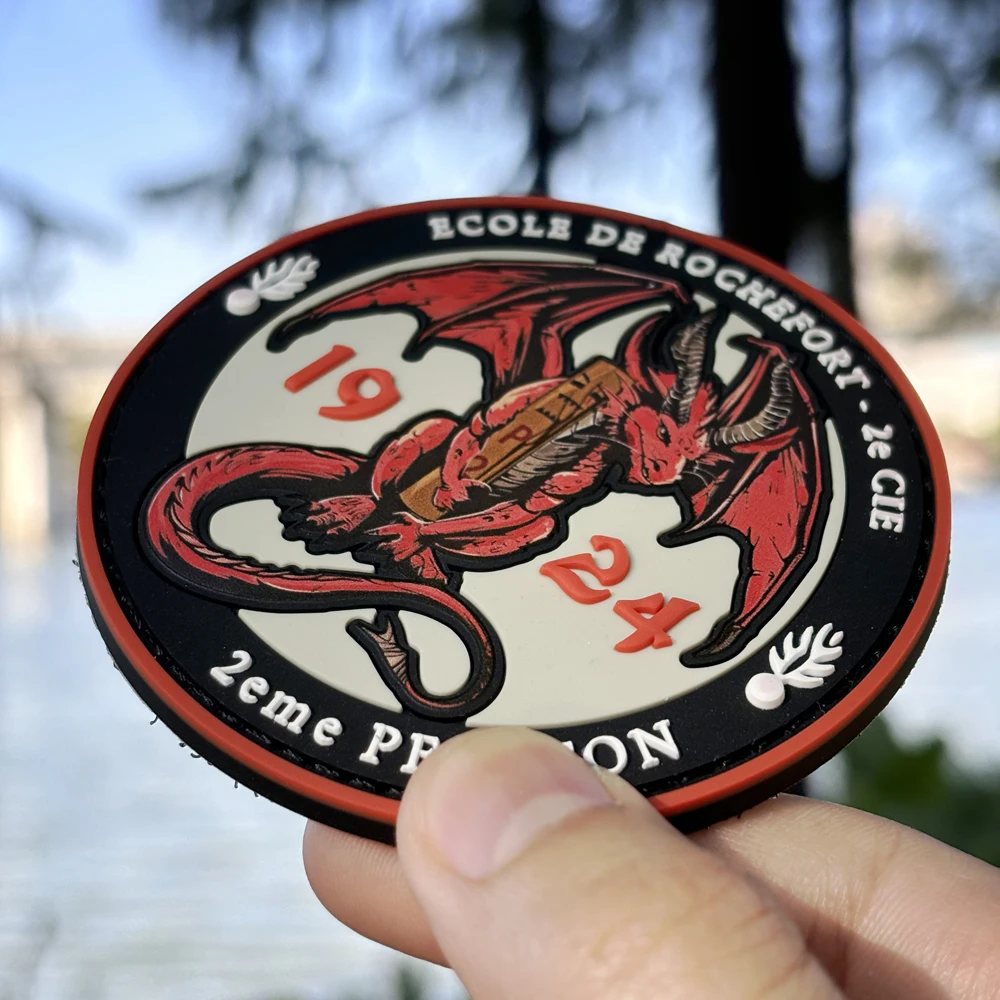 ECOLE DE ROCHEFORT - 2e CIE
19
24
2eme